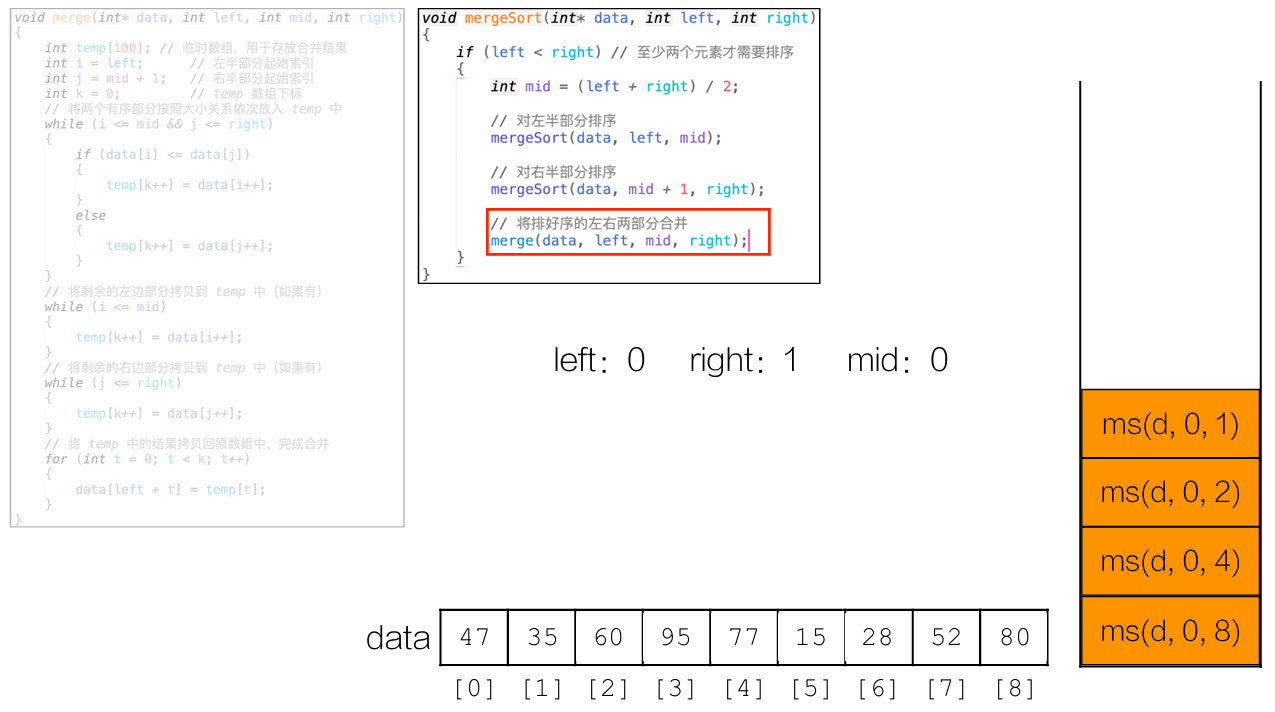 void merge(int* data, int left, int mid, int right)
{
int temp[100]; // 临时数组，用于存放合并结果
int i = left; // 左半部分起始索引
int j = mid + 1; // 右半部分起始索引
int k = 0; // temp 数组下标
// 将两个有序部分按照大小关系依次放入 temp 中
while (i <= mid && j <= right)
{
if (data[i] <= data[j])
{
temp[k++] = data[i++];
}
else
{
temp[k++] = data[j++];
}
}
// 将剩余的左边部分拷贝到 temp 中（如果有）
while (i <= mid)
{
temp[k++] = data[i++];
}
// 将剩余的右边部分拷贝到 temp 中（如果有）
while (j <= right)
{
temp[k++] = data[j++];
}
// 将 temp 中的结果拷贝回原数组中，完成合并
for (int t = 0; t < k; t++)
{
data[left + t] = temp[t];
}
}
void mergeSort(int* data, int left, int right)
{
if (left < right) // 至少两个元素才需要排序
{
int mid = (left + right) / 2;
// 对左半部分排序
mergeSort(data, left, mid);
// 对右半部分排序
mergeSort(data, mid + 1, right);
// 将排好序的左右两部分合并
merge(data, left, mid, right);
}
}
left：0 right：1 mid：0
ms(d, 0, 1)
ms(d, 0, 2)
ms(d, 0, 4)
ms(d, 0, 8)
data 47 35 60 95 77 15 28 52 80
[0] [1] [2] [3] [4] [5] [6] [7] [8]